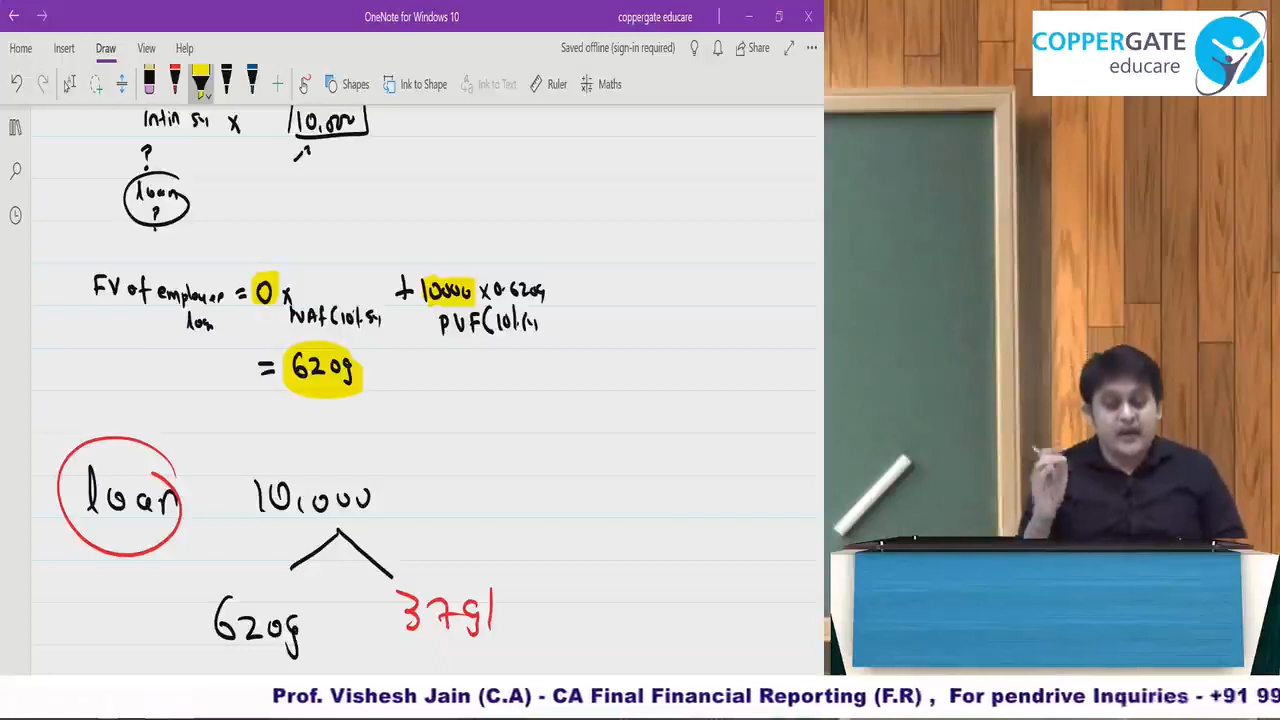 OneNote for Windows 10
coppergate educare
Home Insert Draw View Help
Saved offline (sign-in required)
Share
Shapes
Ink to Shape
Ink to Text
Ruler
Maths
COPPERGATE
educare
x 10,000
?
loan
?
FV of employee = 0 x + 10000 x 0.6209
loan PVF(10%,5)
= 6209
loan 10,000
6209 3791
Prof. Vishesh Jain (C.A) - CA Final Financial Reporting (F.R) , For pendrive Inquiries - +91 99